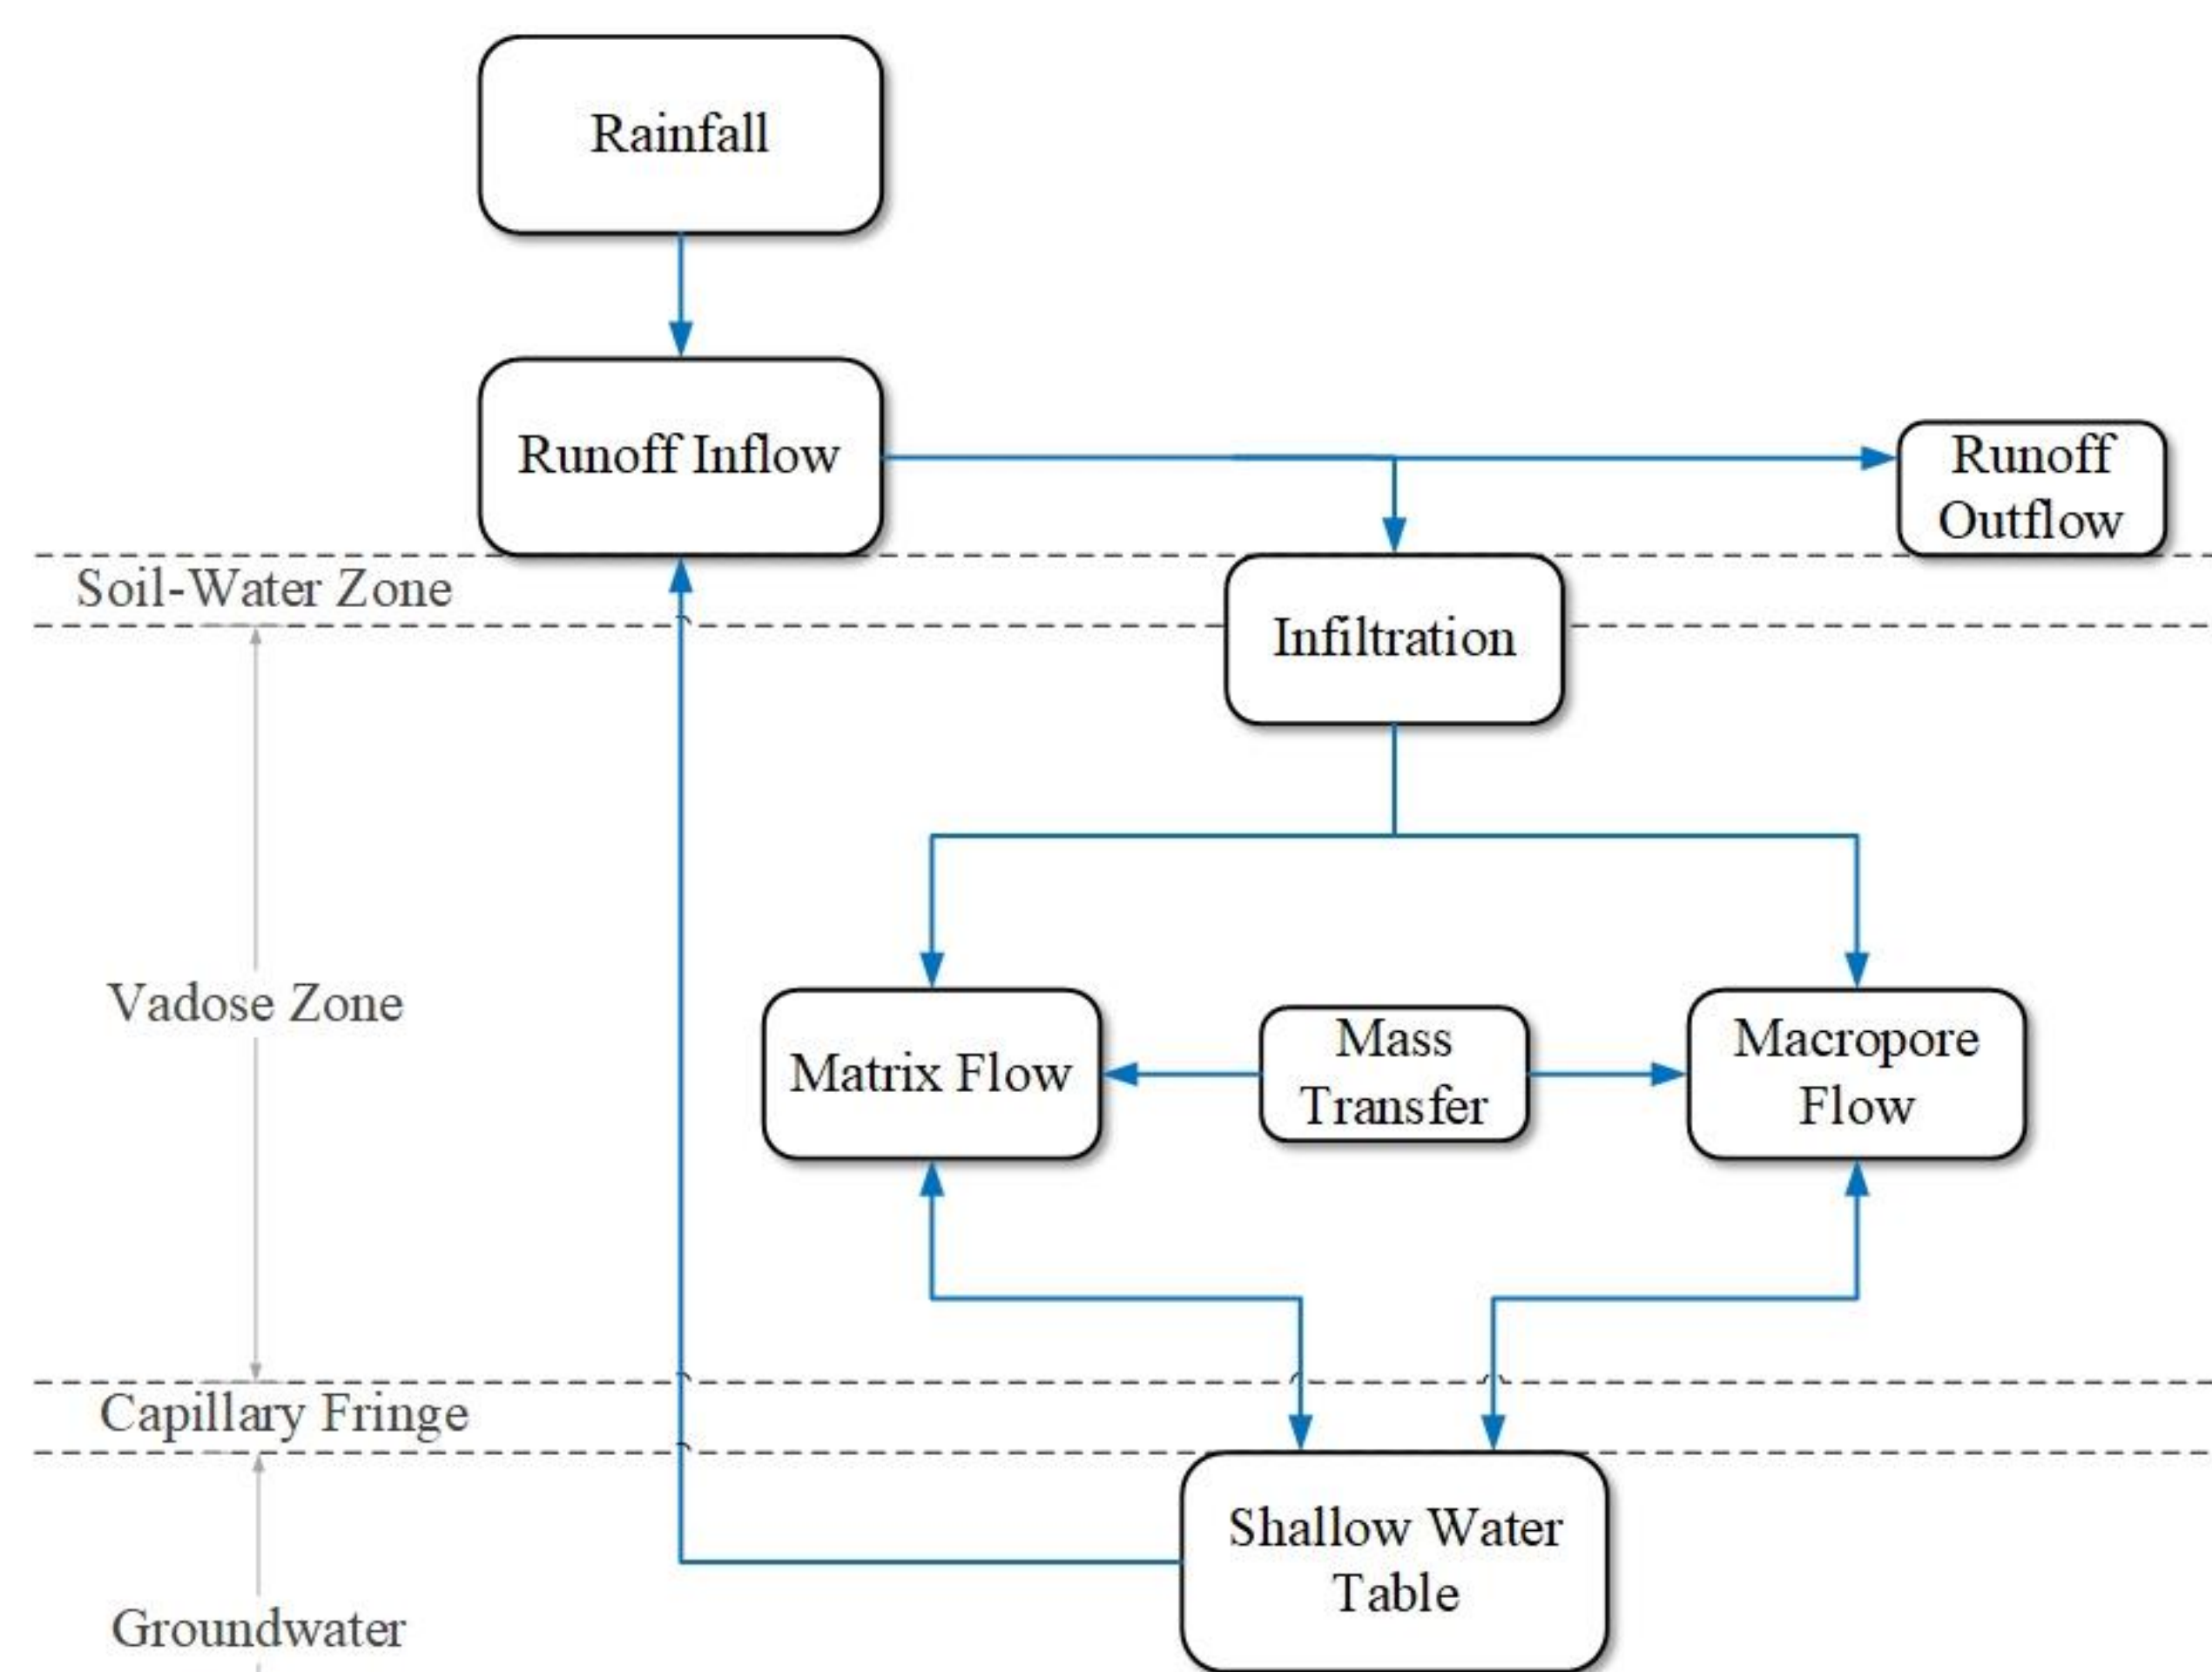 Rainfall
Runoff Inflow
Runoff
Outflow
Soil-Water Zone
Infiltration
Vadose Zone
Matrix Flow
Mass
Transfer
Macropore
Flow
Capillary Fringe
Shallow Water
Table
Groundwater